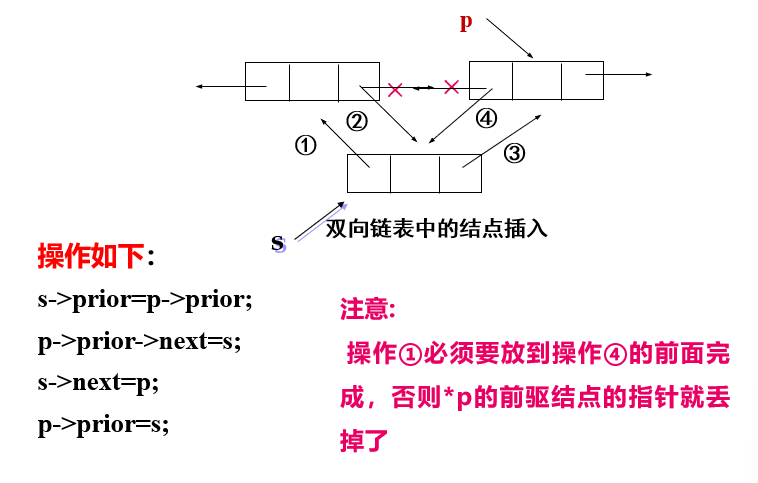 p
②
④
①
③
s
双向链表中的结点插入
操作如下：
s->prior=p->prior;
p->prior->next=s;
s->next=p;
p->prior=s;
注意:
操作①必须要放到操作④的前面完
成，否则*p的前驱结点的指针就丢
掉了